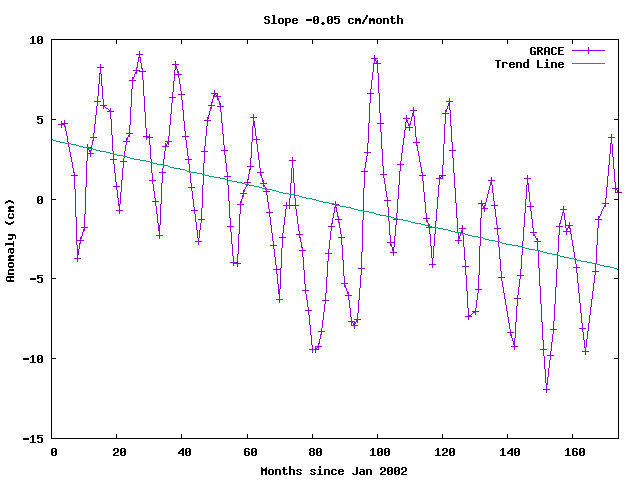 Slope -0.05 cm/month
GRACE
Trend Line
10
5
0
-5
-10
-15
Anomaly (cm)
0 20 40 60 80 100 120 140 160
Months since Jan 2002